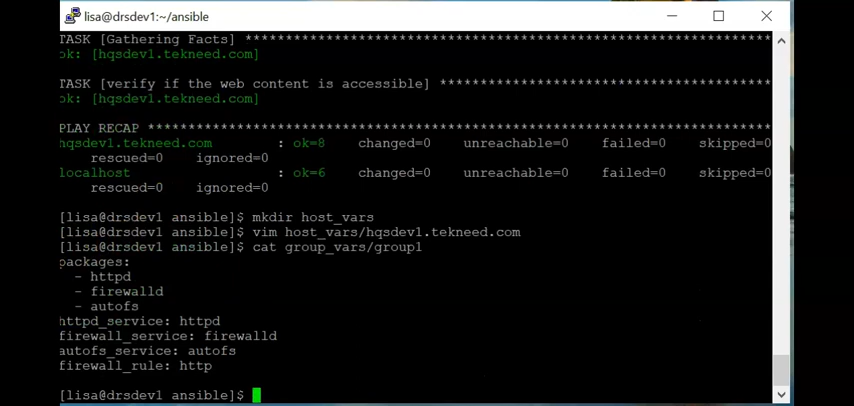 lisa@drsdev1:~/ansible
TASK [Gathering Facts] *************************************************
ok: [hqsdev1.tekneed.com]
TASK [verify if the web content is accessible] *******************************
ok: [hqsdev1.tekneed.com]
PLAY RECAP **********************************************************
hqsdev1.tekneed.com : ok=8 changed=0 unreachable=0 failed=0 skipped=0
rescued=0 ignored=0
localhost : ok=6 changed=0 unreachable=0 failed=0 skipped=0
rescued=0 ignored=0
[lisa@drsdev1 ansible]$ mkdir host_vars
[lisa@drsdev1 ansible]$ vim host_vars/hqsdev1.tekneed.com
[lisa@drsdev1 ansible]$ cat group_vars/group1
packages:
- httpd
- firewalld
- autofs
httpd_service: httpd
firewall_service: firewalld
autofs_service: autofs
firewall_rule: http
[lisa@drsdev1 ansible]$